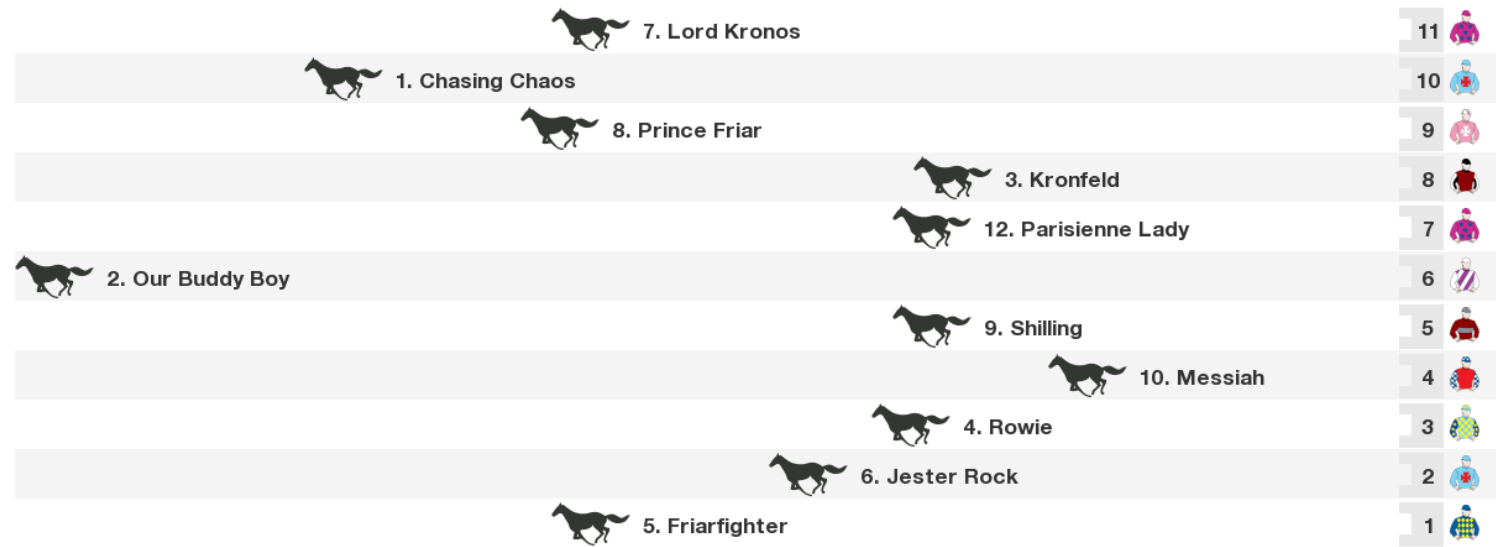 7. Lord Kronos 11
1. Chasing Chaos 10
8. Prince Friar 9
3. Kronfeld 8
12. Parisienne Lady 7
2. Our Buddy Boy 6
9. Shilling 5
10. Messiah 4
4. Rowie 3
6. Jester Rock 2
5. Friarfighter 1